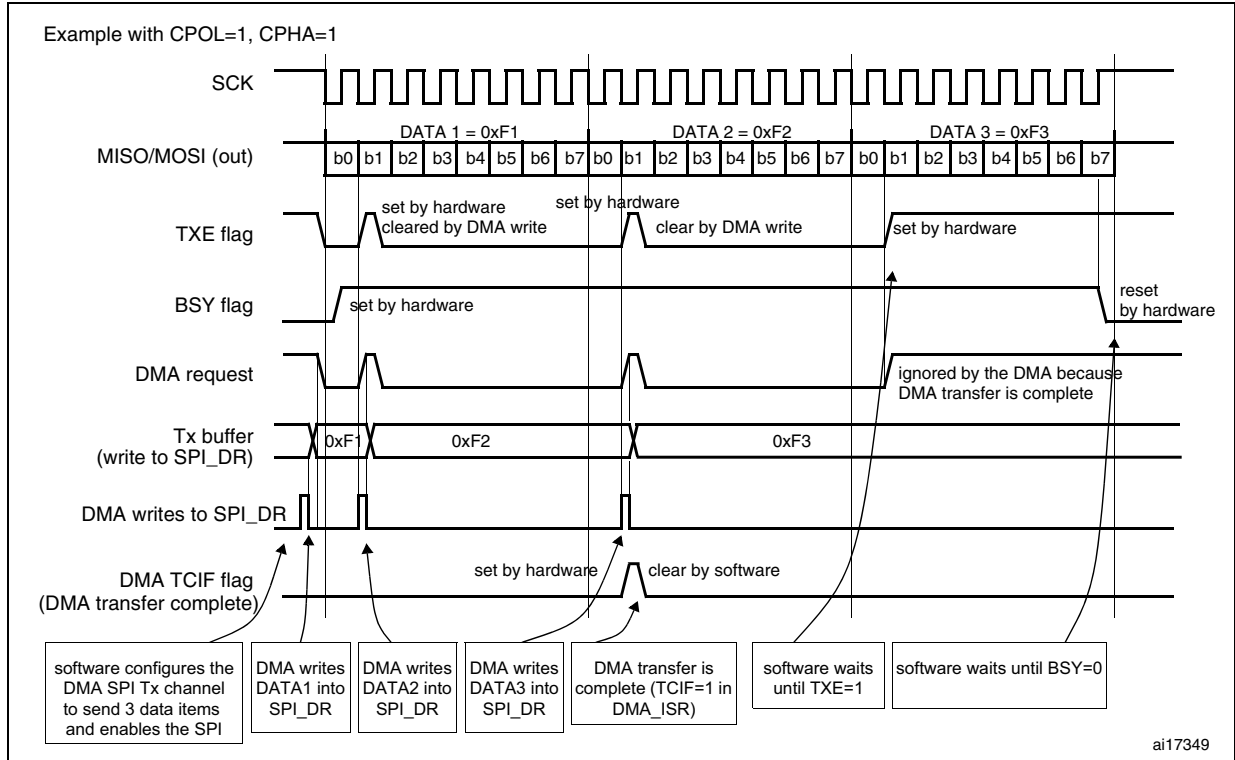 Example with CPOL=1, CPHA=1
SCK
DATA 1 = 0xF1
DATA 2 = 0xF2
DATA 3 = 0xF3
MISO/MOSI (out)
b0 b1 b2 b3 b4 b5 b6 b7 b0 b1 b2 b3 b4 b5 b6 b7 b0 b1 b2 b3 b4 b5 b6 b7
TXE flag
set by hardware
cleared by DMA write
set by hardware
clear by DMA write
set by hardware
BSY flag
set by hardware
reset
by hardware
DMA request
ignored by the DMA because
DMA transfer is complete
Tx buffer
(write to SPI_DR)
0xF1
0xF2
0xF3
DMA writes to SPI_DR
DMA TCIF flag
(DMA transfer complete)
set by hardware
clear by software
software configures the
DMA SPI Tx channel
to send 3 data items
and enables the SPI
DMA writes
DATA1 into
SPI_DR
DMA writes
DATA2 into
SPI_DR
DMA writes
DATA3 into
SPI_DR
DMA transfer is
complete (TCIF=1 in
DMA_ISR)
software waits
until TXE=1
software waits until BSY=0
ai17349